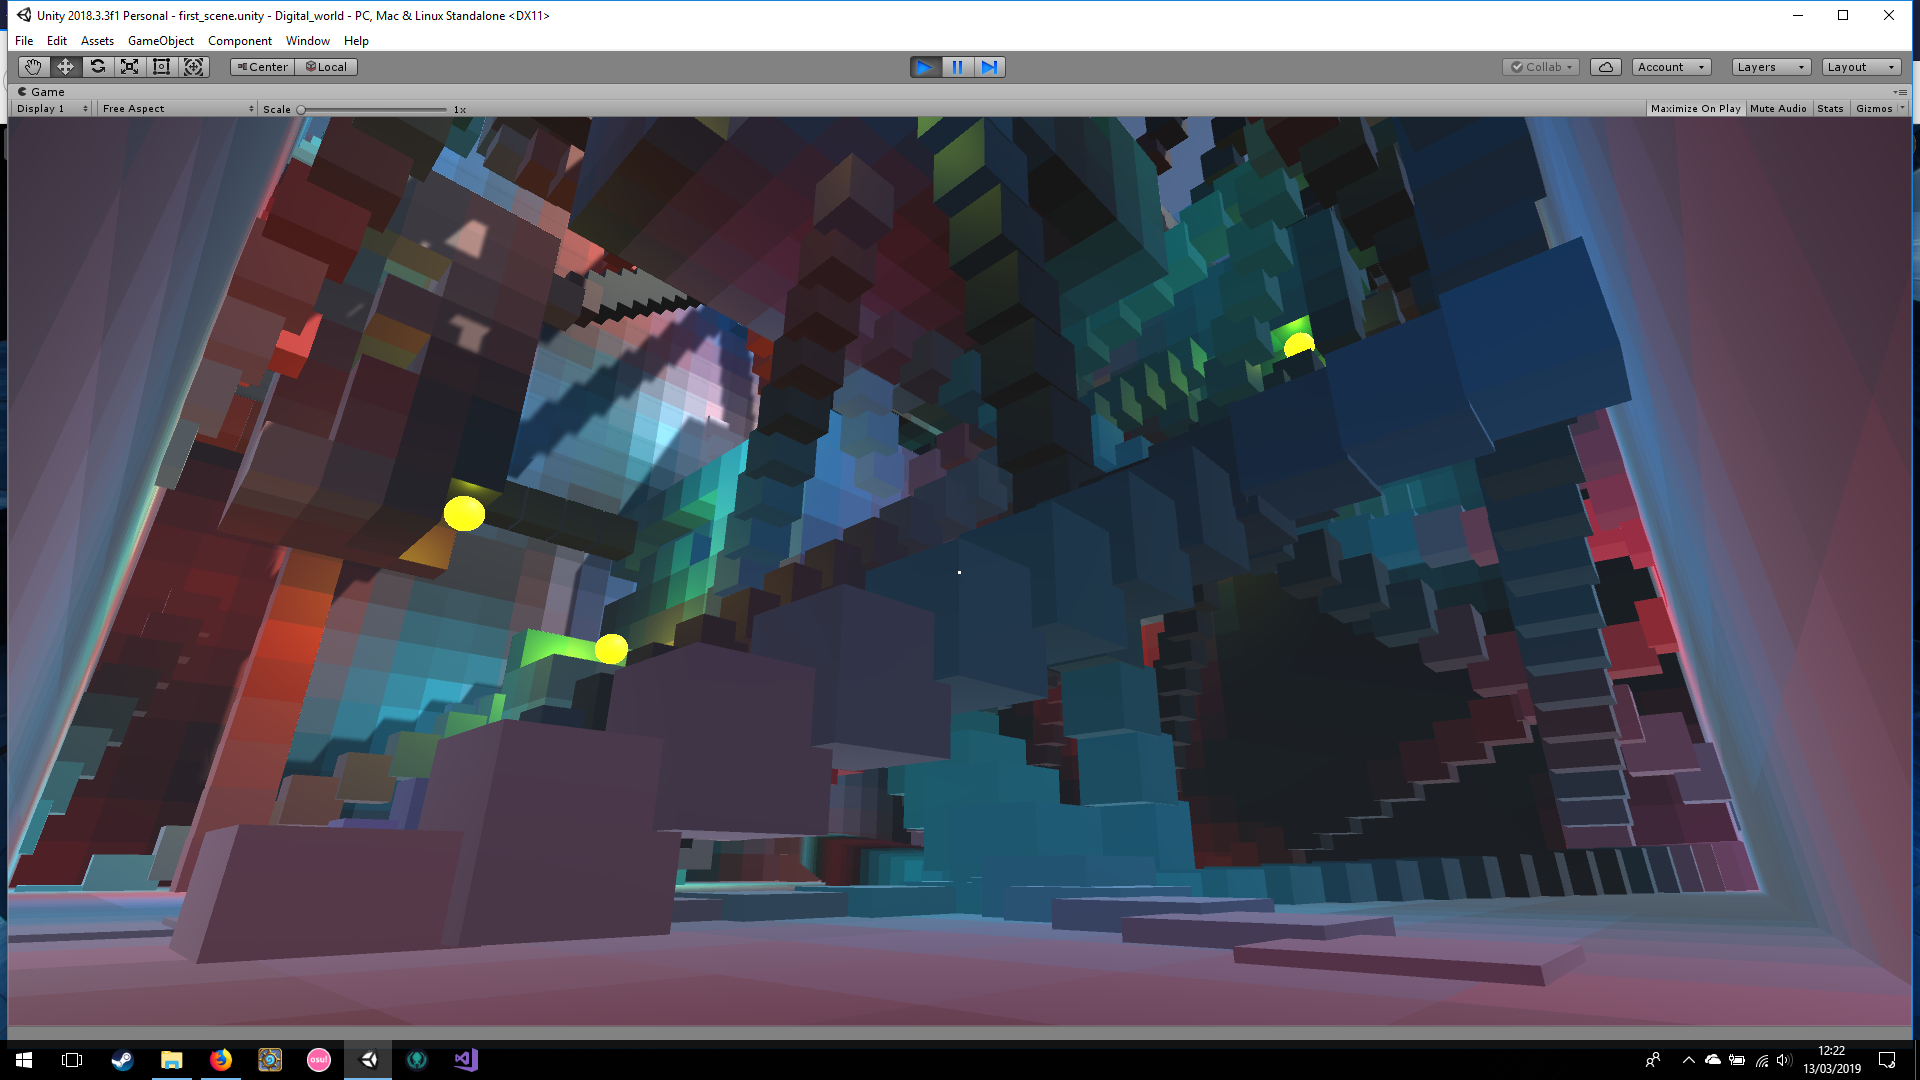 Unity 2018.3.3f1 Personal - first_scene.unity - Digital_world - PC, Mac & Linux Standalone <DX11>
File Edit Assets GameObject Component Window Help
Center Local Collab Account Layers Layout
Game
Display 1 Free Aspect Scale 1x Maximize On Play Mute Audio Stats Gizmos
osu!
12:22
13/03/2019